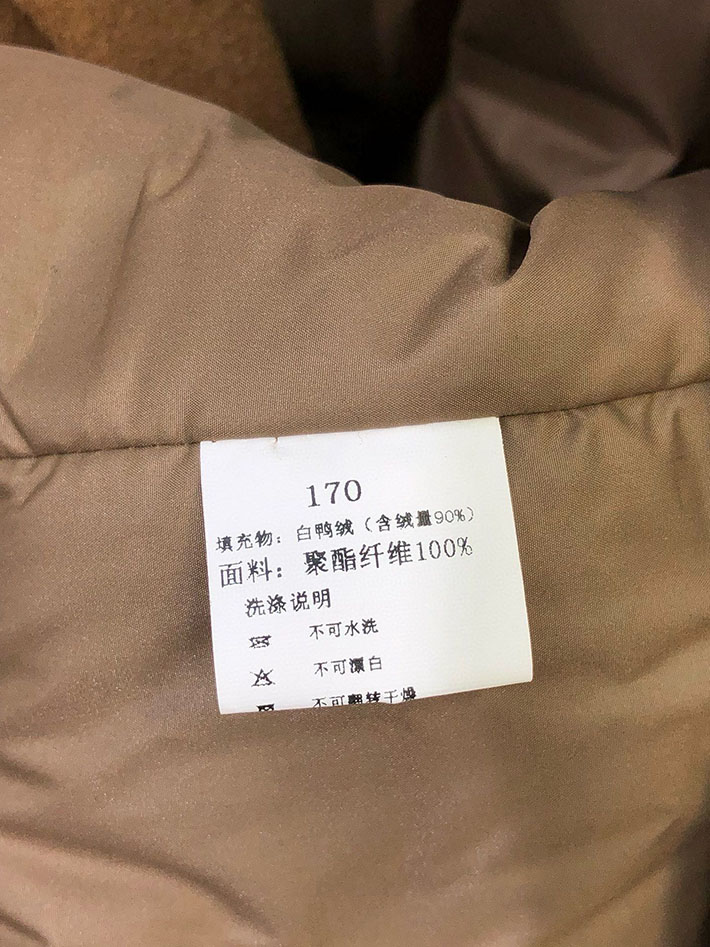 170
填充物：白鸭绒（含绒量90%）
面料：聚酯纤维100%
洗涤说明
不可水洗
不可漂白
不可翻转干燥